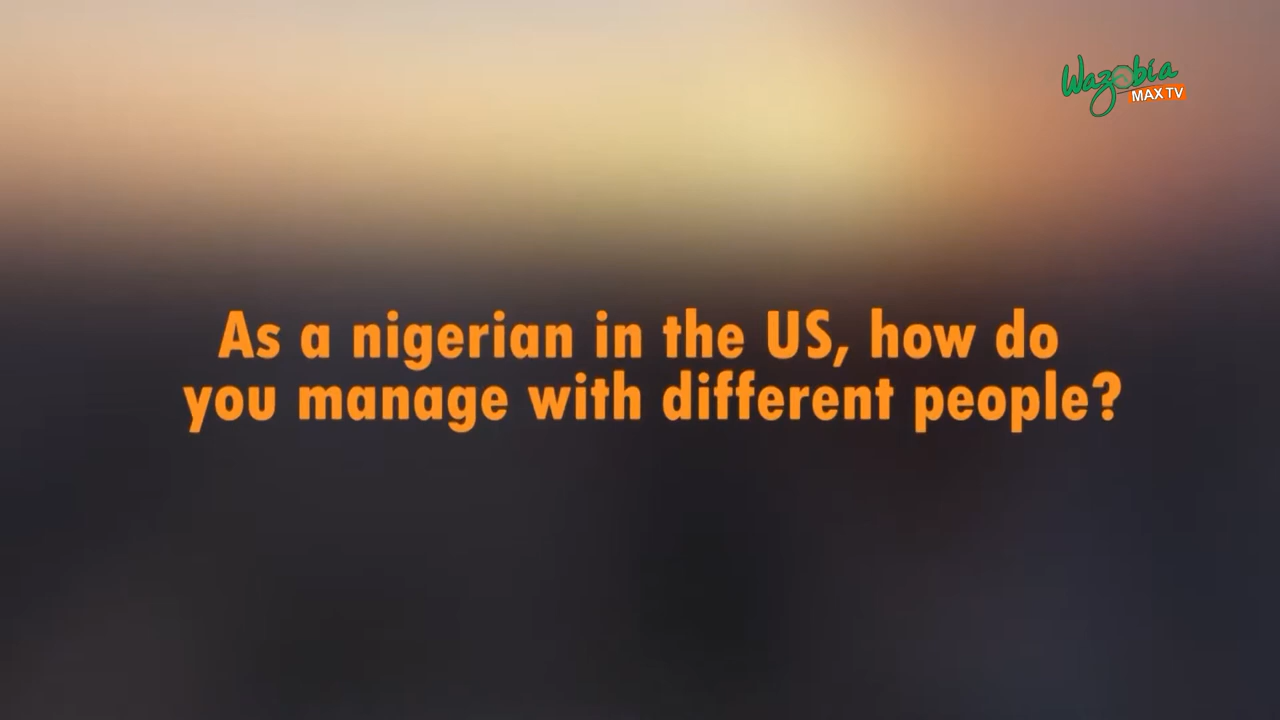 Wazobia
MAX TV
As a nigerian in the US, how do
you manage with different people?